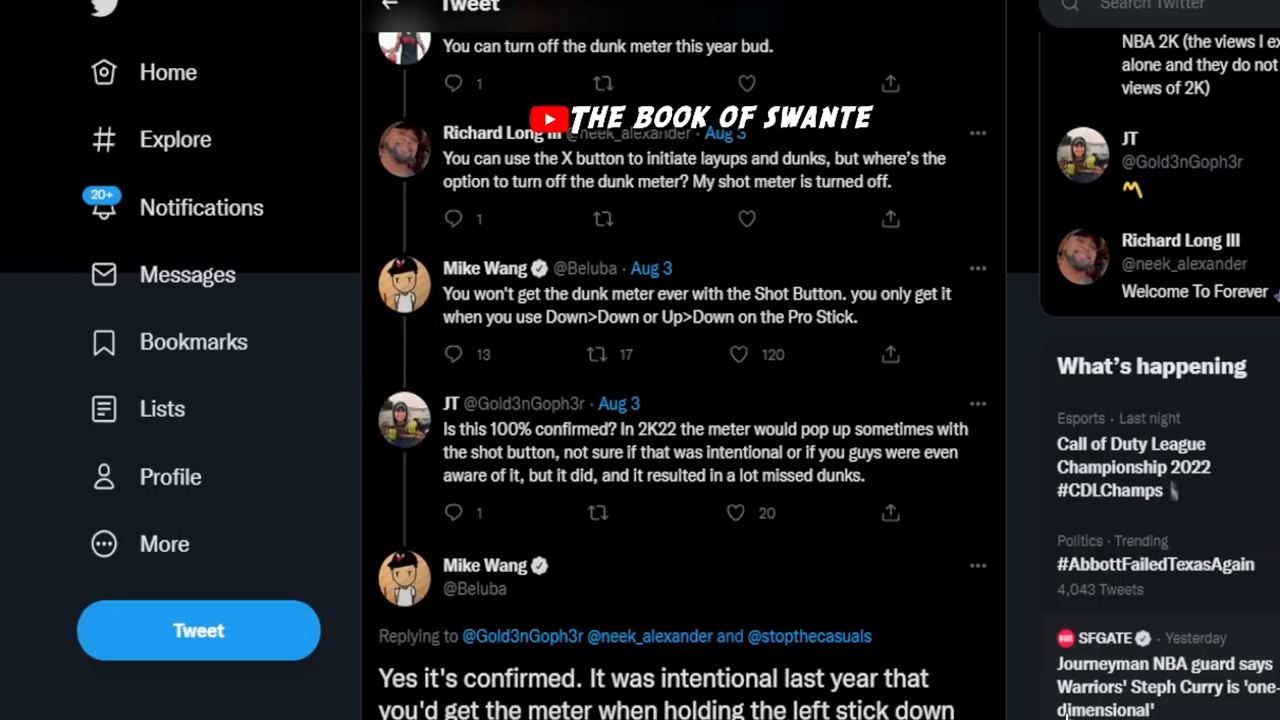 Tweet
Search Twitter
You can turn off the dunk meter this year bud.
1
THE BOOK OF SWANTE
Richard Long III @neek_alexander · Aug 3
You can use the X button to initiate layups and dunks, but where's the
option to turn off the dunk meter? My shot meter is turned off.
1
Mike Wang @Beluba · Aug 3
You won't get the dunk meter ever with the Shot Button. you only get it
when you use Down>Down or Up>Down on the Pro Stick.
13 17 120
JT @Gold3nGoph3r · Aug 3
Is this 100% confirmed? In 2K22 the meter would pop up sometimes with
the shot button, not sure if that was intentional or if you guys were even
aware of it, but it did, and it resulted in a lot missed dunks.
1 20
Mike Wang
@Beluba
Replying to @Gold3nGoph3r @neek_alexander and @stopthecasuals
Yes it's confirmed. It was intentional last year that
you'd get the meter when holding the left stick down
Home
Explore
20+
Notifications
Messages
Bookmarks
Lists
Profile
More
Tweet
NBA 2K (the views I
alone and they do not
views of 2K)
JT
@Gold3nGoph3r
Richard Long III
@neek_alexander
Welcome To Forever
What's happening
Esports · Last night
Call of Duty League
Championship 2022
#CDLChamps
Politics · Trending
#AbbottFailedTexasAgain
4,043 Tweets
SFGATE · Yesterday
Journeyman NBA guard says
Warriors' Steph Curry is 'one-
dimensional'